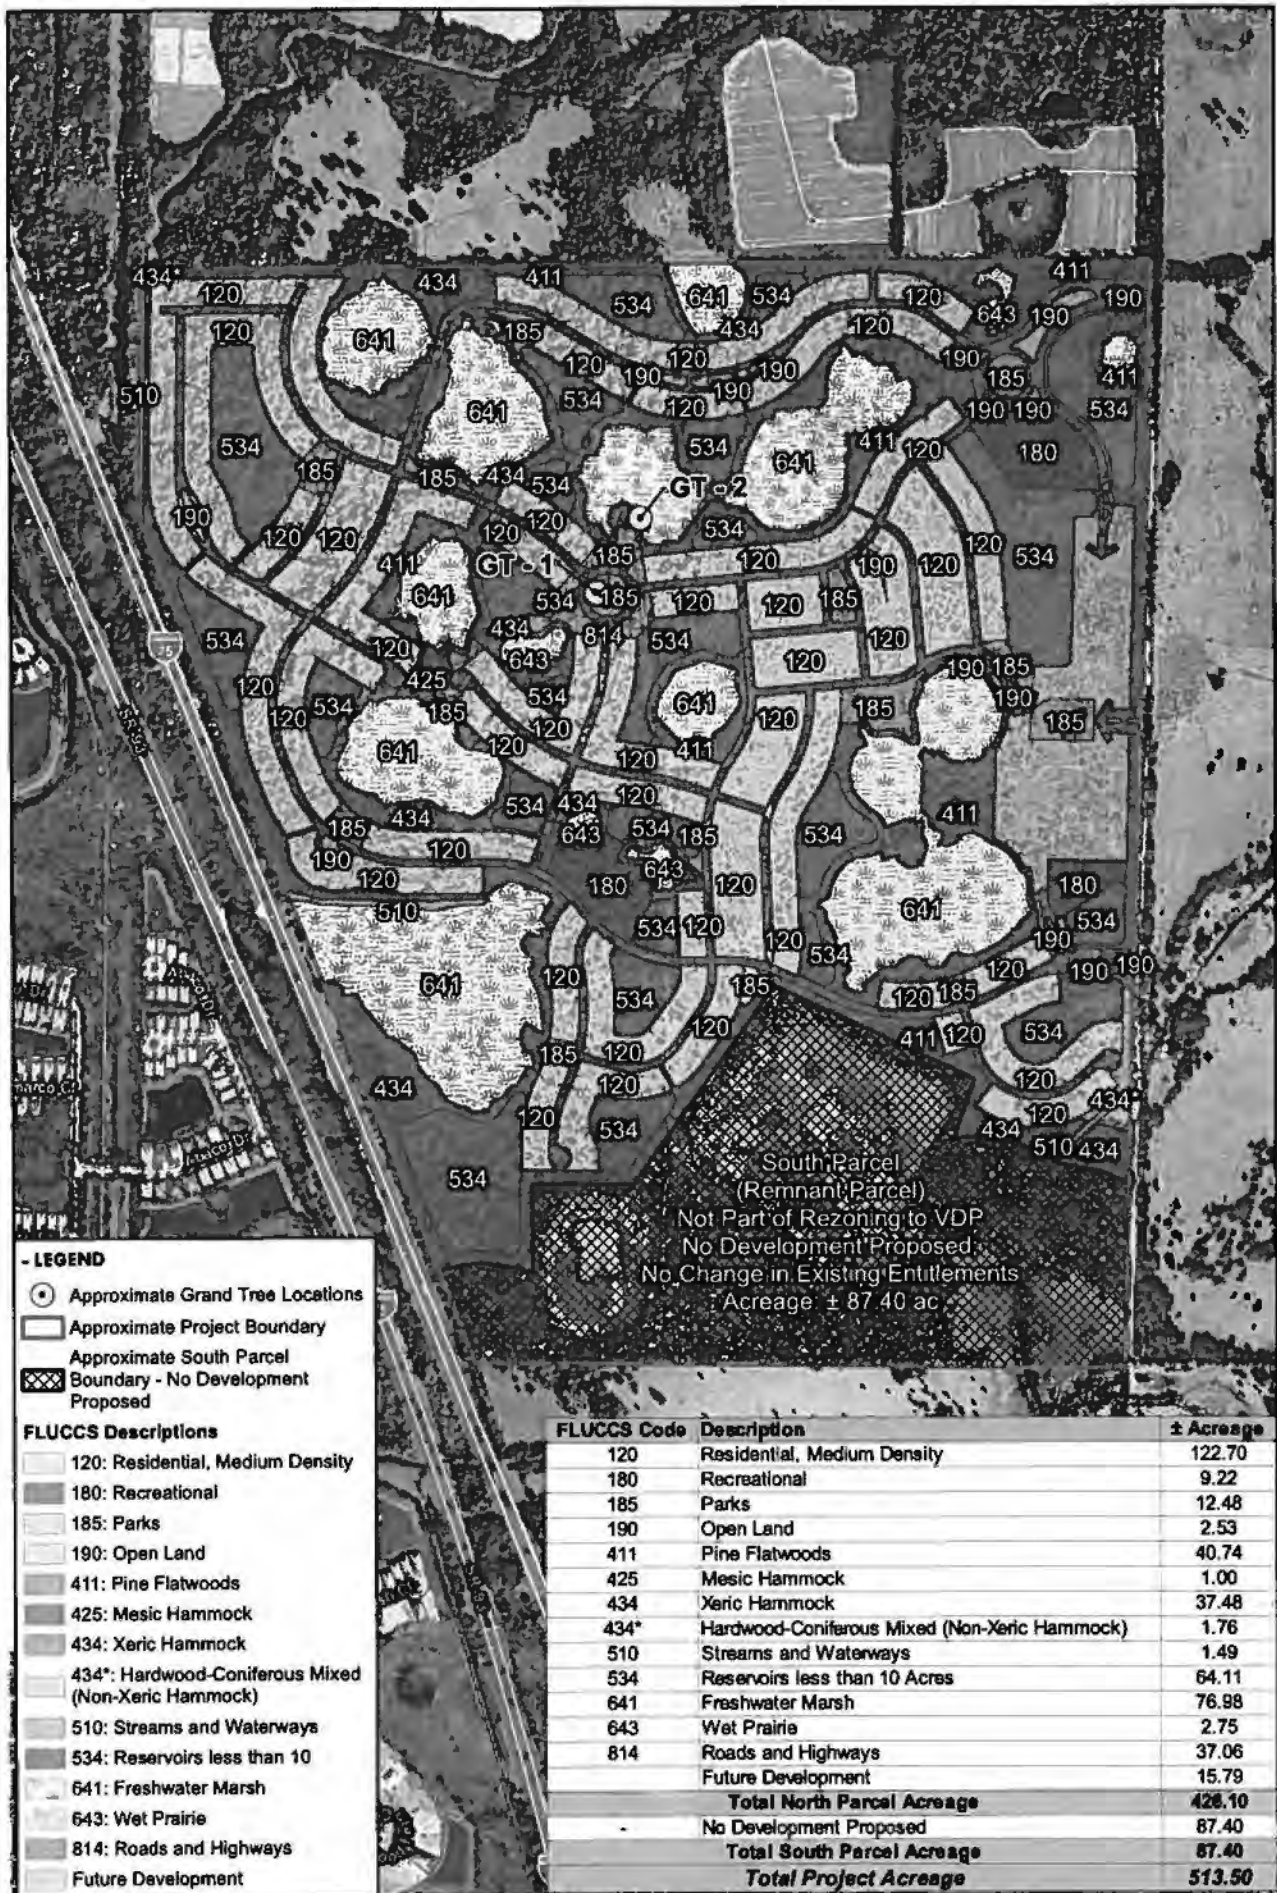 434* 434 411 534 641 534 120 643 411 190
120
120 641 185 434 120 190
641 120 190 120 190 190 185 411
510 534 534 120 190 190 534
534 641 411 120 180
185 185 434 534
GT - 2
190 120 120 120 120 534
411 GT - 1 185 120 190 120 120 534
641 534 185 120 120 185
434 814 534 120
534 643 120 190 185
120 425 534 641 190
120 534 185 120 120 185 185
641 120 120 411
75
434 534 434 120
185 643 534 185 534 411
190 120 643
120 180 120 180
510 534 120 641 534
120 534 190
641 120 185 120 190 190
534 120 185
120 411 120 534
185 120 120
434 120 120 434*
120 534 434 510 434
534
Abaco Dr
Abaco Dr
South Parcel
(Remnant Parcel)
Not Part of Rezoning to VDP
No Development Proposed
No Change in Existing Entitlements
Acreage: ± 87.40 ac
- LEGEND
Approximate Grand Tree Locations
Approximate Project Boundary
Approximate South Parcel
Boundary - No Development
Proposed
FLUCCS Descriptions
120: Residential, Medium Density
180: Recreational
185: Parks
190: Open Land
411: Pine Flatwoods
425: Mesic Hammock
434: Xeric Hammock
434*: Hardwood-Coniferous Mixed
(Non-Xeric Hammock)
510: Streams and Waterways
534: Reservoirs less than 10
641: Freshwater Marsh
643: Wet Prairie
814: Roads and Highways
Future Development
FLUCCS Code Description ± Acreage
120 Residential, Medium Density 122.70
180 Recreational 9.22
185 Parks 12.48
190 Open Land 2.53
411 Pine Flatwoods 40.74
425 Mesic Hammock 1.00
434 Xeric Hammock 37.48
434* Hardwood-Coniferous Mixed (Non-Xeric Hammock) 1.76
510 Streams and Waterways 1.49
534 Reservoirs less than 10 Acres 64.11
641 Freshwater Marsh 76.98
643 Wet Prairie 2.75
814 Roads and Highways 37.06
Future Development 15.79
Total North Parcel Acreage 426.10
- No Development Proposed 87.40
Total South Parcel Acreage 87.40
Total Project Acreage 513.50